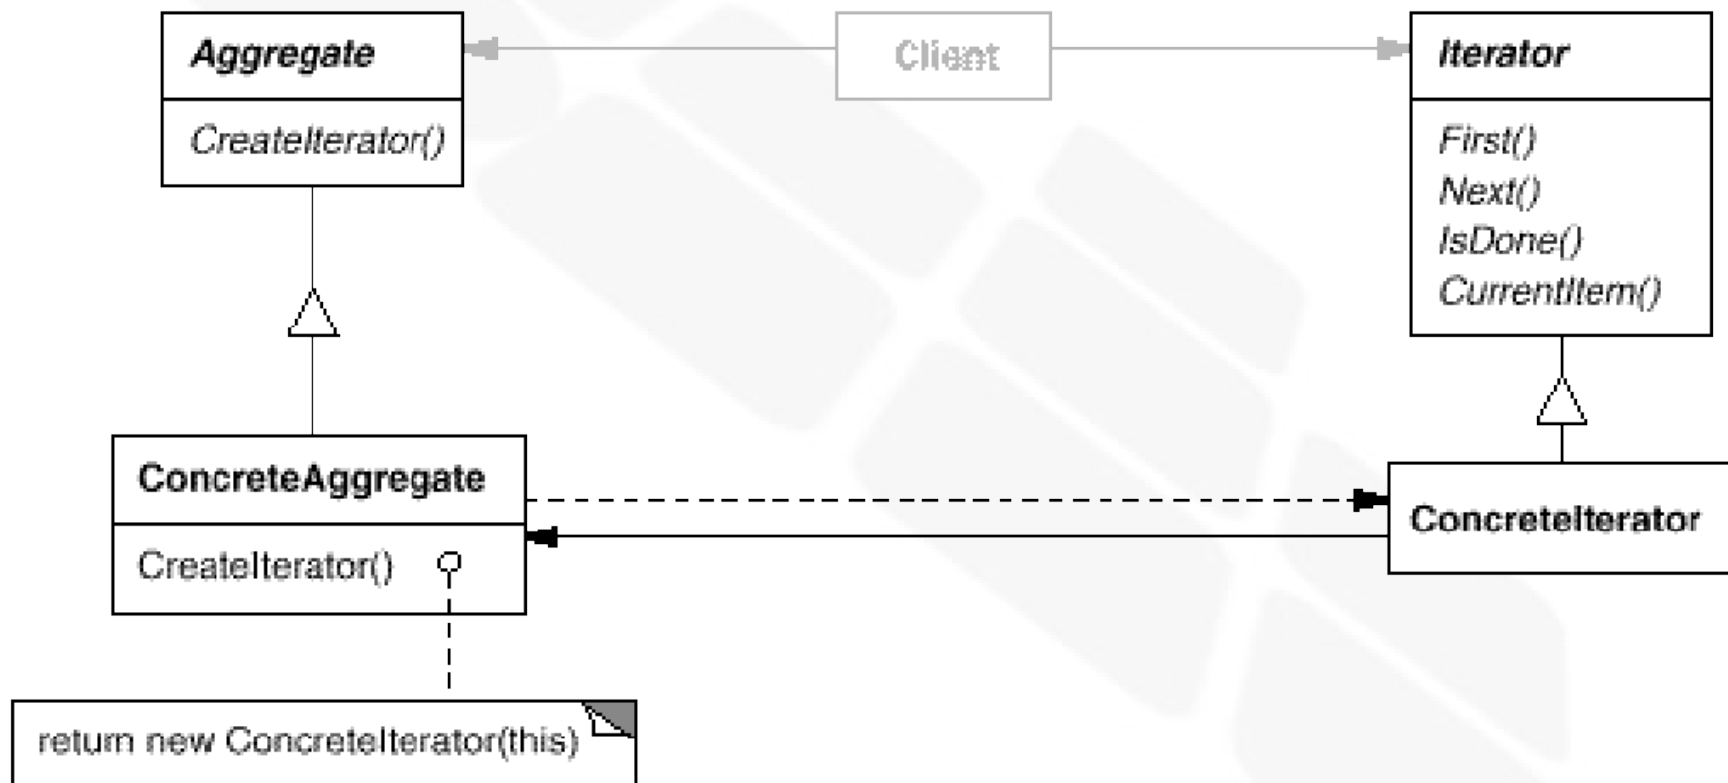 Aggregate
CreateIterator()
Client
Iterator
First()
Next()
IsDone()
CurrentItem()
ConcreteAggregate
CreateIterator()
ConcreteIterator
return new ConcreteIterator(this)